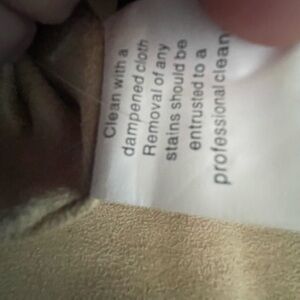 Clean with a
dampened cloth
Removal of any
stains should be
entrusted to a
professional clean